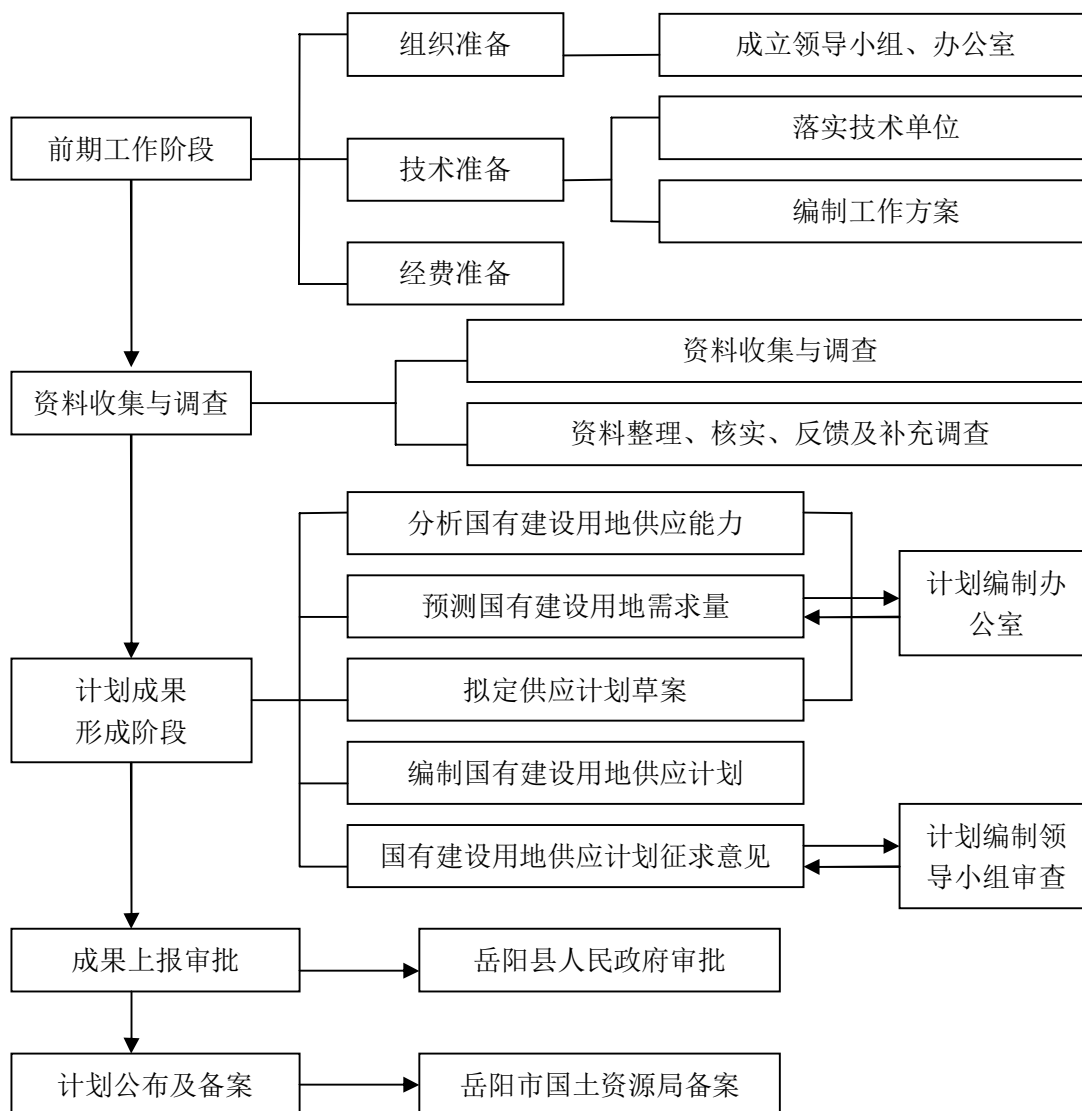 组织准备
成立领导小组、办公室
前期工作阶段
技术准备
落实技术单位
编制工作方案
经费准备
资料收集与调查
资料收集与调查
资料整理、核实、反馈及补充调查
分析国有建设用地供应能力
预测国有建设用地需求量
计划编制办
公室
计划成果
形成阶段
拟定供应计划草案
编制国有建设用地供应计划
国有建设用地供应计划征求意见
计划编制领
导小组审查
成果上报审批
岳阳县人民政府审批
计划公布及备案
岳阳市国土资源局备案